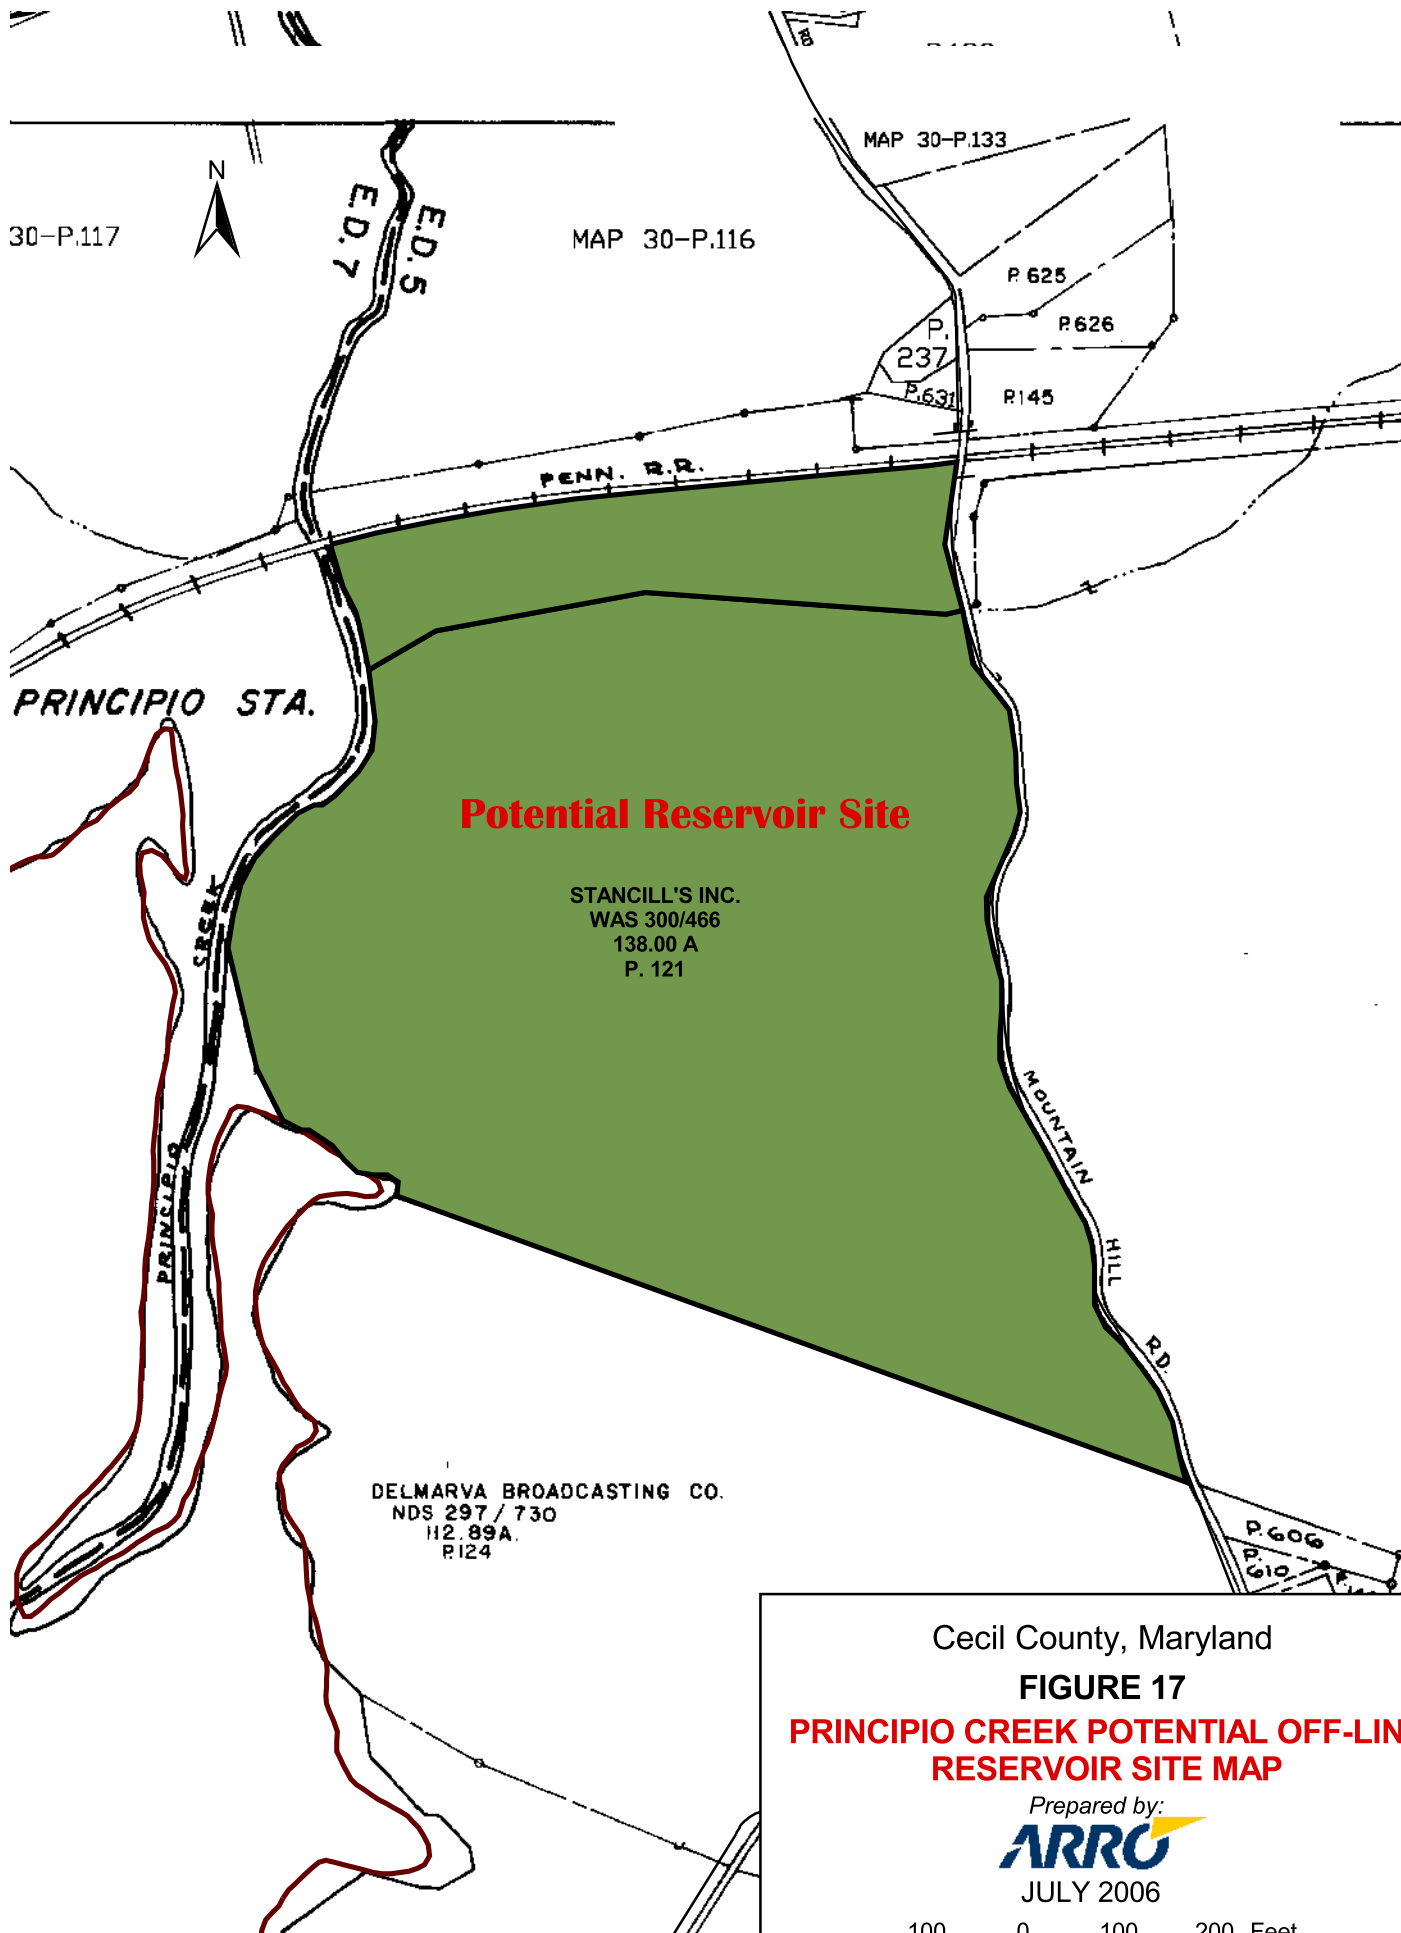 RD
MAP 30-P.133
N
E.D. 7
E.D. 5
30-P.117
MAP 30-P.116
P. 625
P.626
P.
237
P.631
P.145
PENN. R.R.
PRINCIPIO STA.
Potential Reservoir Site
STANCILL'S INC.
WAS 300/466
138.00 A
P. 121
PRINCIPIO CREEK
MOUNTAIN HILL RD.
DELMARVA BROADCASTING CO.
NDS 297 / 730
112.89A.
P.124
P.606
P.
610
Cecil County, Maryland
FIGURE 17
PRINCIPIO CREEK POTENTIAL OFF-LIN
RESERVOIR SITE MAP
Prepared by:
ARRO
JULY 2006
100 0 100 200 Feet